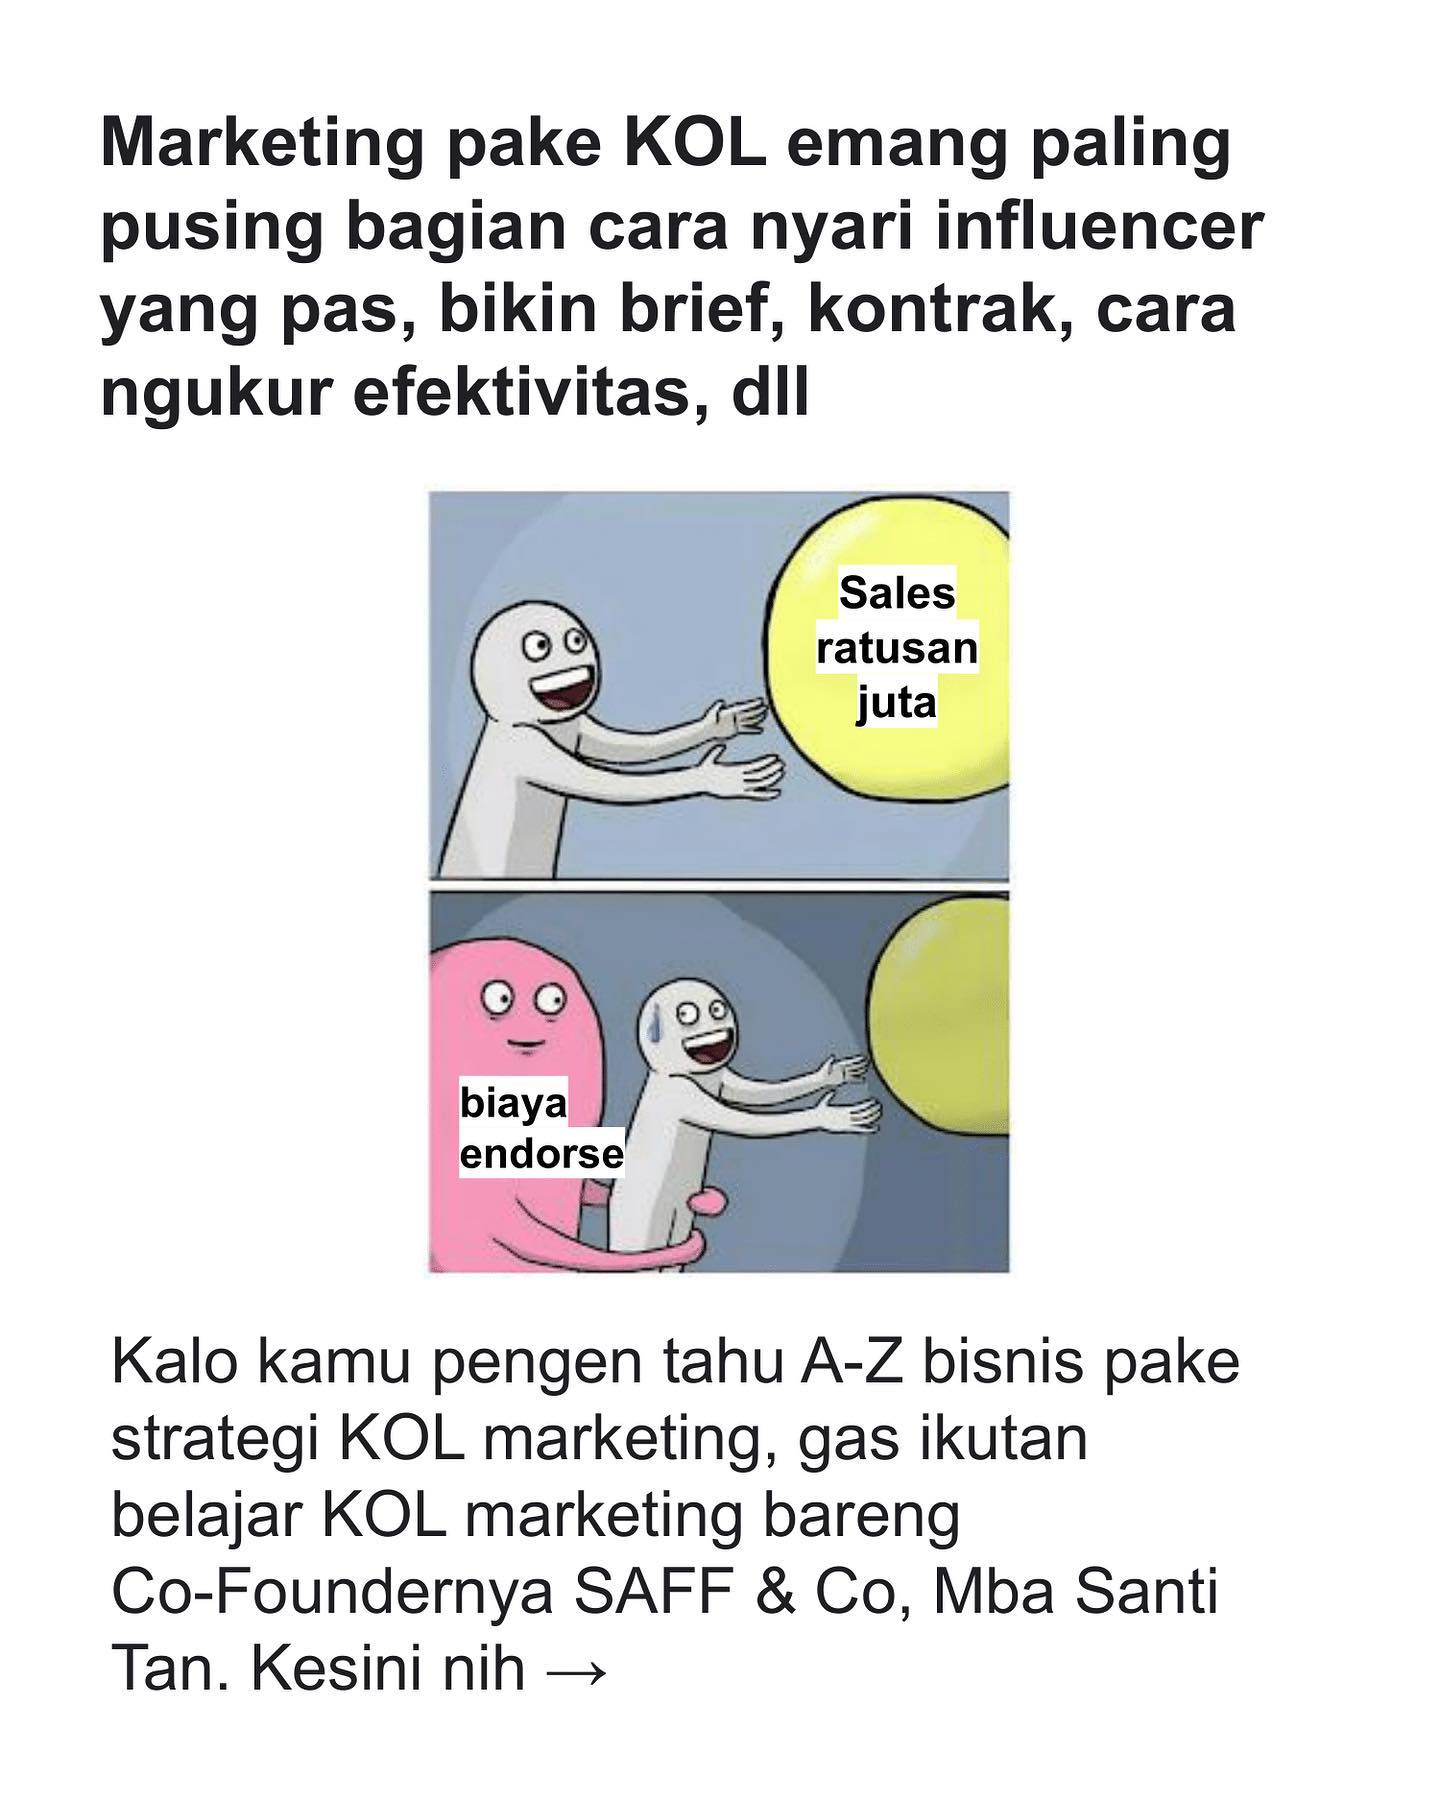 Marketing pake KOL emang paling
pusing bagian cara nyari influencer
yang pas, bikin brief, kontrak, cara
ngukur efektivitas, dll
Sales
ratusan
juta
biaya
endorse
Kalo kamu pengen tahu A-Z bisnis pake
strategi KOL marketing, gas ikutan
belajar KOL marketing bareng
Co-Foundernya SAFF & Co, Mba Santi
Tan. Kesini nih →